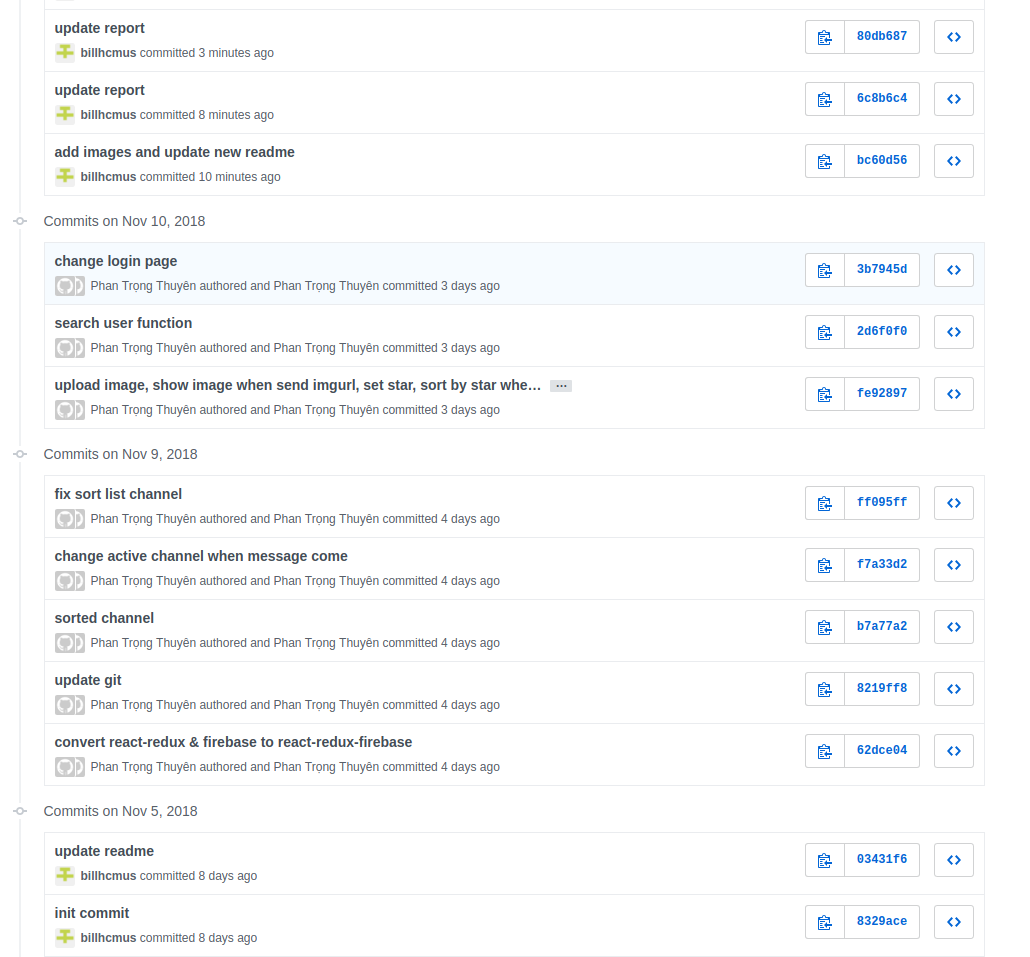 update report
billhcmus committed 3 minutes ago
80db687
update report
billhcmus committed 8 minutes ago
6c8b6c4
add images and update new readme
billhcmus committed 10 minutes ago
bc60d56
Commits on Nov 10, 2018
change login page
Phan Trọng Thuyên authored and Phan Trọng Thuyên committed 3 days ago
3b7945d
search user function
Phan Trọng Thuyên authored and Phan Trọng Thuyên committed 3 days ago
2d6f0f0
upload image, show image when send imgurl, set star, sort by star whe… …
Phan Trọng Thuyên authored and Phan Trọng Thuyên committed 3 days ago
fe92897
Commits on Nov 9, 2018
fix sort list channel
Phan Trọng Thuyên authored and Phan Trọng Thuyên committed 4 days ago
ff095ff
change active channel when message come
Phan Trọng Thuyên authored and Phan Trọng Thuyên committed 4 days ago
f7a33d2
sorted channel
Phan Trọng Thuyên authored and Phan Trọng Thuyên committed 4 days ago
b7a77a2
update git
Phan Trọng Thuyên authored and Phan Trọng Thuyên committed 4 days ago
8219ff8
convert react-redux & firebase to react-redux-firebase
Phan Trọng Thuyên authored and Phan Trọng Thuyên committed 4 days ago
62dce04
Commits on Nov 5, 2018
update readme
billhcmus committed 8 days ago
03431f6
init commit
billhcmus committed 8 days ago
8329ace